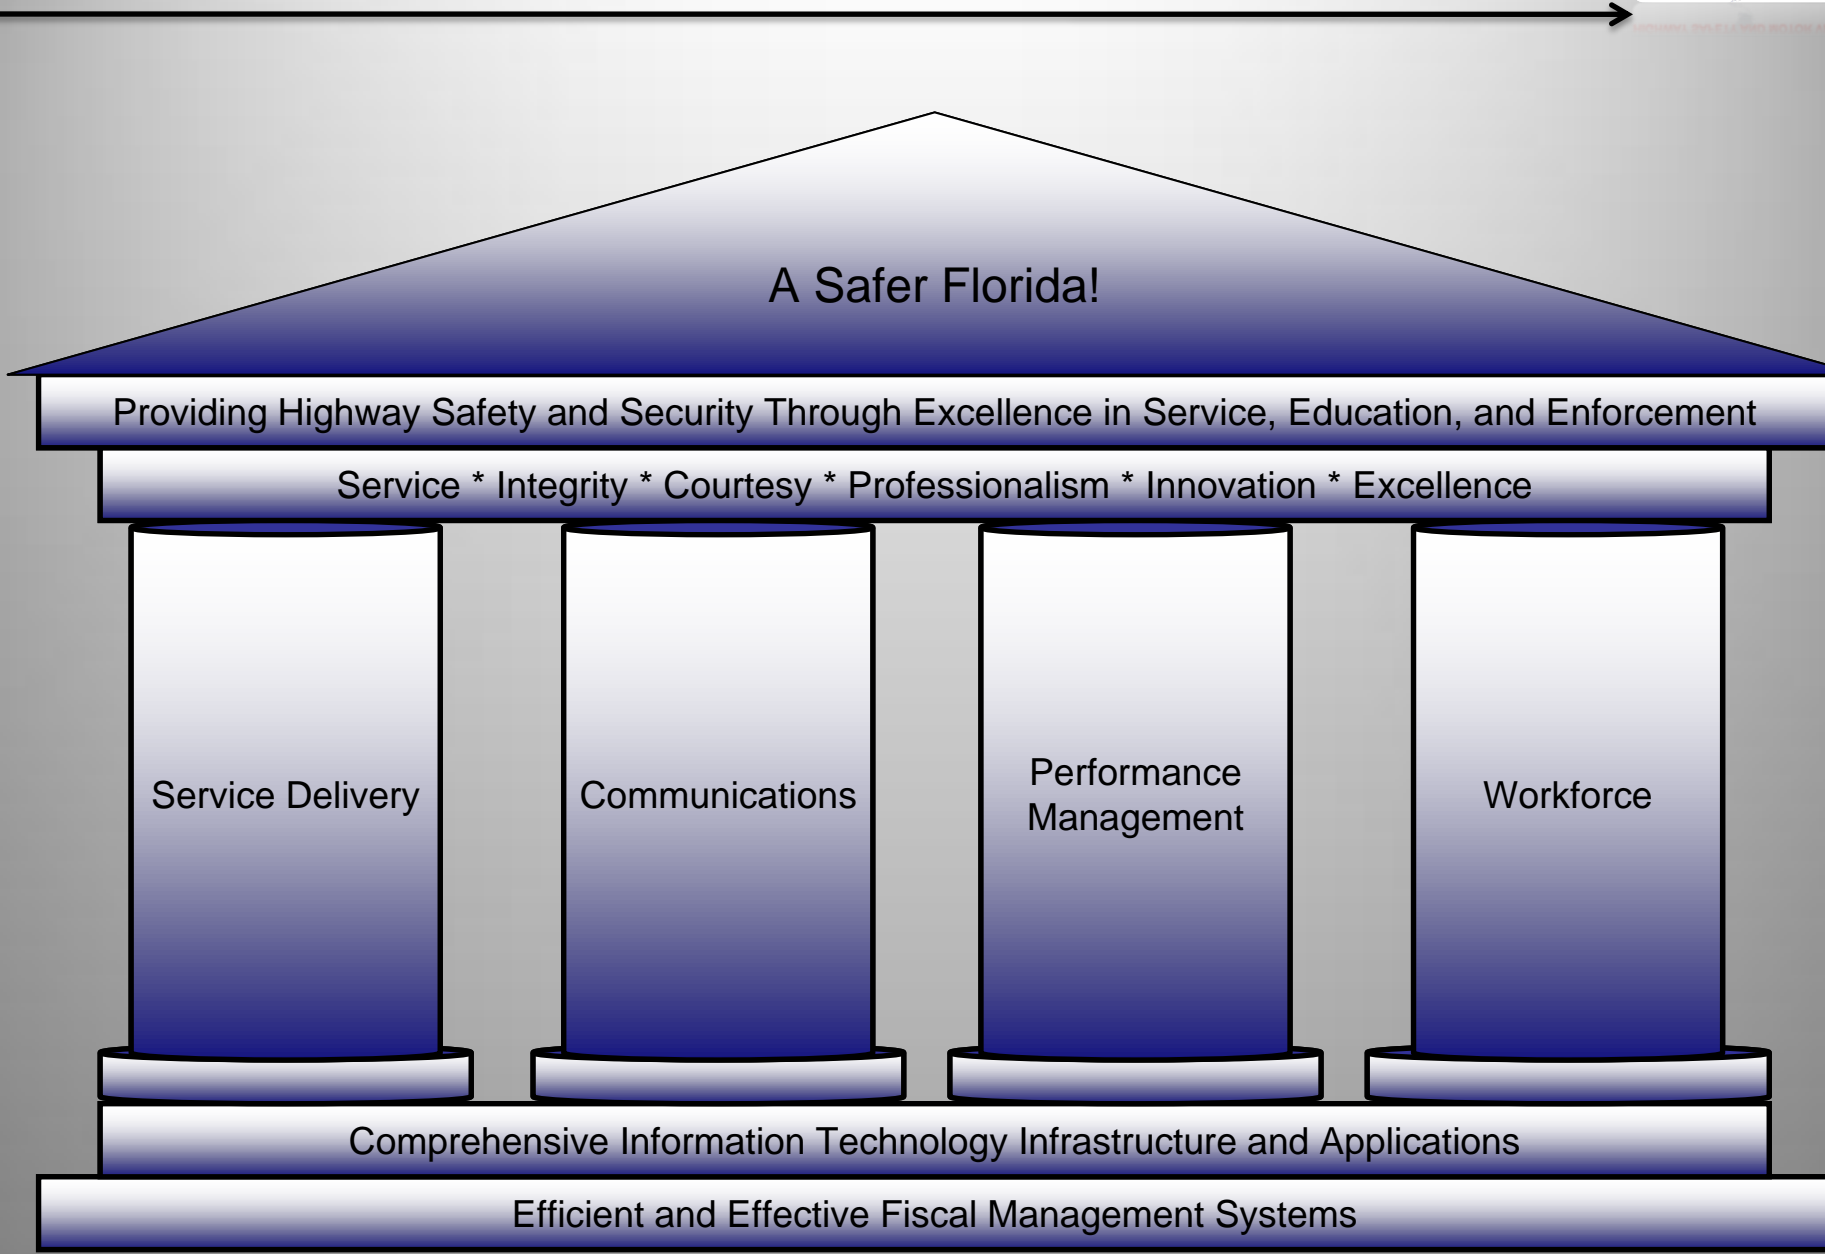 A Safer Florida!
Providing Highway Safety and Security Through Excellence in Service, Education, and Enforcement
Service * Integrity * Courtesy * Professionalism * Innovation * Excellence
Service Delivery
Communications
Performance
Management
Workforce
Comprehensive Information Technology Infrastructure and Applications
Efficient and Effective Fiscal Management Systems